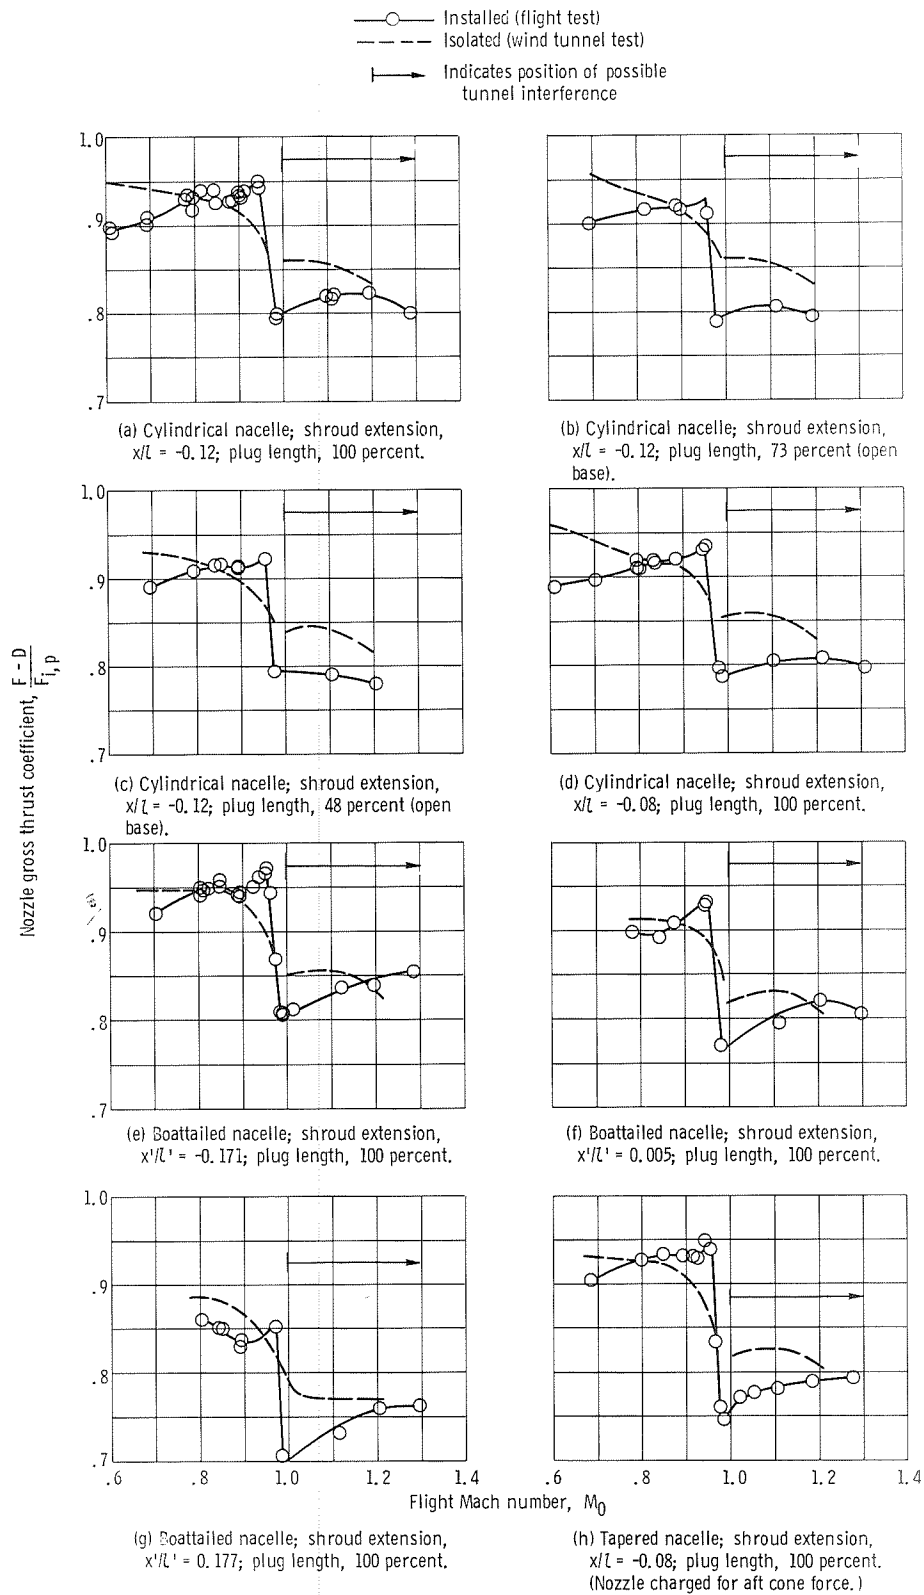 Installed (flight test)
Isolated (wind tunnel test)
Indicates position of possible
tunnel interference
Nozzle gross thrust coefficient, F - D / F_i,p
1.0
.9
.8
.7
(a) Cylindrical nacelle; shroud extension,
x/l = -0.12; plug length, 100 percent.
(b) Cylindrical nacelle; shroud extension,
x/l = -0.12; plug length, 73 percent (open
base).
1.0
.9
.8
.7
(c) Cylindrical nacelle; shroud extension,
x/l = -0.12; plug length, 48 percent (open
base).
(d) Cylindrical nacelle; shroud extension,
x/l = -0.08; plug length, 100 percent.
1.0
.9
.8
.7
(e) Boattailed nacelle; shroud extension,
x'/l' = -0.171; plug length, 100 percent.
(f) Boattailed nacelle; shroud extension,
x'/l' = 0.005; plug length, 100 percent.
1.0
.9
.8
.7
.6 .8 1.0 1.2 1.4
.6 .8 1.0 1.2 1.4
Flight Mach number, M0
(g) Boattailed nacelle; shroud extension,
x'/l' = 0.177; plug length, 100 percent.
(h) Tapered nacelle; shroud extension,
x/l = -0.08; plug length, 100 percent.
(Nozzle charged for aft cone force.)